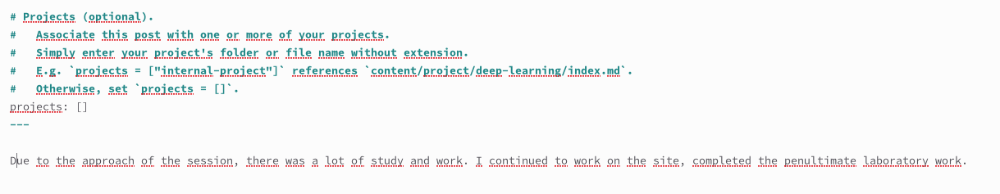 # Projects (optional).
#   Associate this post with one or more of your projects.
#   Simply enter your project's folder or file name without extension.
#   E.g. `projects = ["internal-project"]` references `content/project/deep-learning/index.md`.
#   Otherwise, set `projects = []`.
projects: []
---
Due to the approach of the session, there was a lot of study and work. I continued to work on the site, completed the penultimate laboratory work.